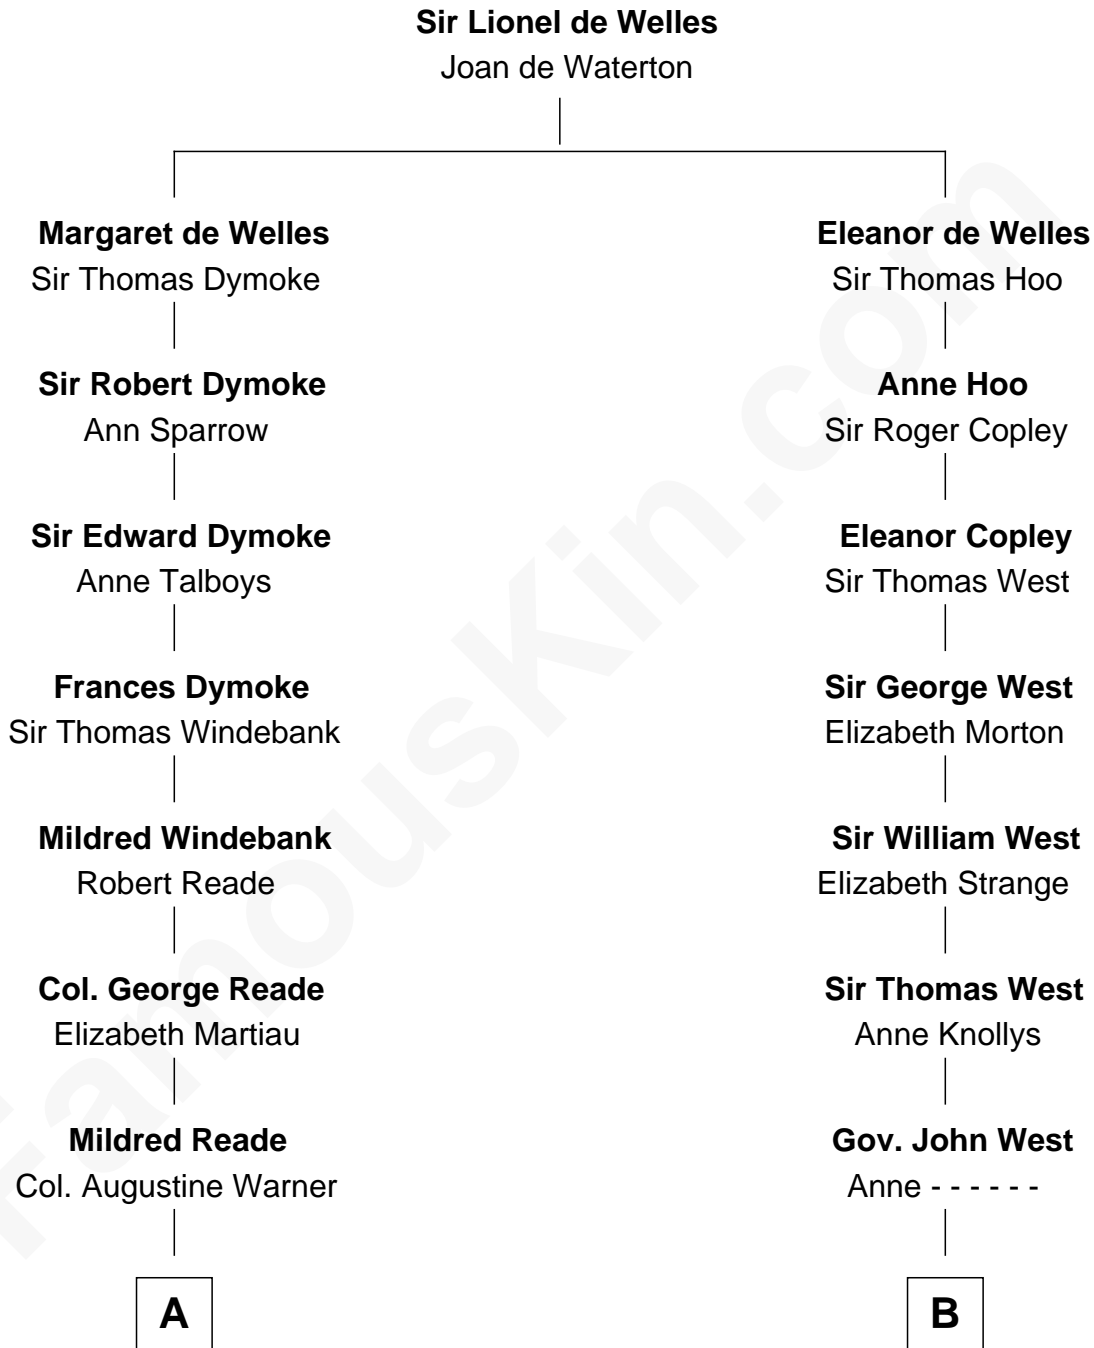 Sir Lionel de Welles
Joan de Waterton
Margaret de Welles
Sir Thomas Dymoke
Eleanor de Welles
Sir Thomas Hoo
Sir Robert Dymoke
Ann Sparrow
Anne Hoo
Sir Roger Copley
Sir Edward Dymoke
Anne Talboys
Eleanor Copley
Sir Thomas West
Frances Dymoke
Sir Thomas Windebank
Sir George West
Elizabeth Morton
Mildred Windebank
Robert Reade
Sir William West
Elizabeth Strange
Col. George Reade
Elizabeth Martiau
Sir Thomas West
Anne Knollys
Mildred Reade
Col. Augustine Warner
Gov. John West
Anne - - - - - -
A
B
FamousKin.com